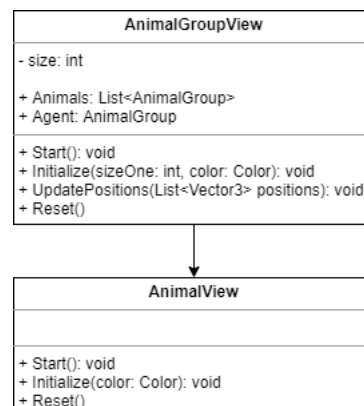 AnimalGroupView
- size: int
+ Animals: List<AnimalGroup>
+ Agent: AnimalGroup
+ Start(): void
+ Initialize(sizeOne: int, color: Color): void
+ UpdatePositions(List<Vector3> positions): void
+ Reset()
AnimalView
+ Start(): void
+ Initialize(color: Color): void
+ Reset()